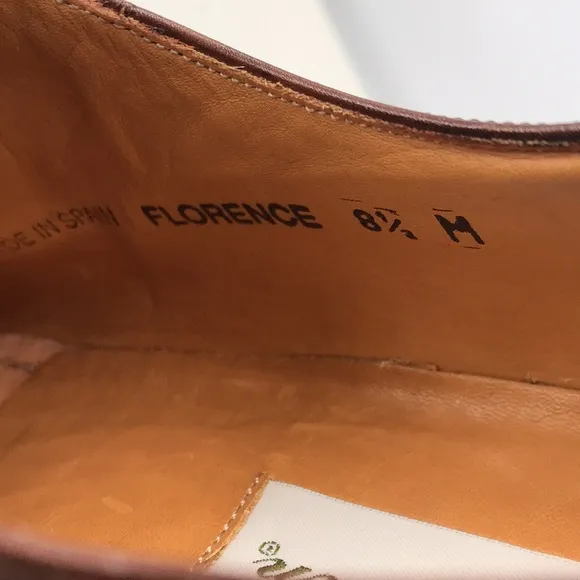 DE IN SPAIN FLORENCE 8½ M
®